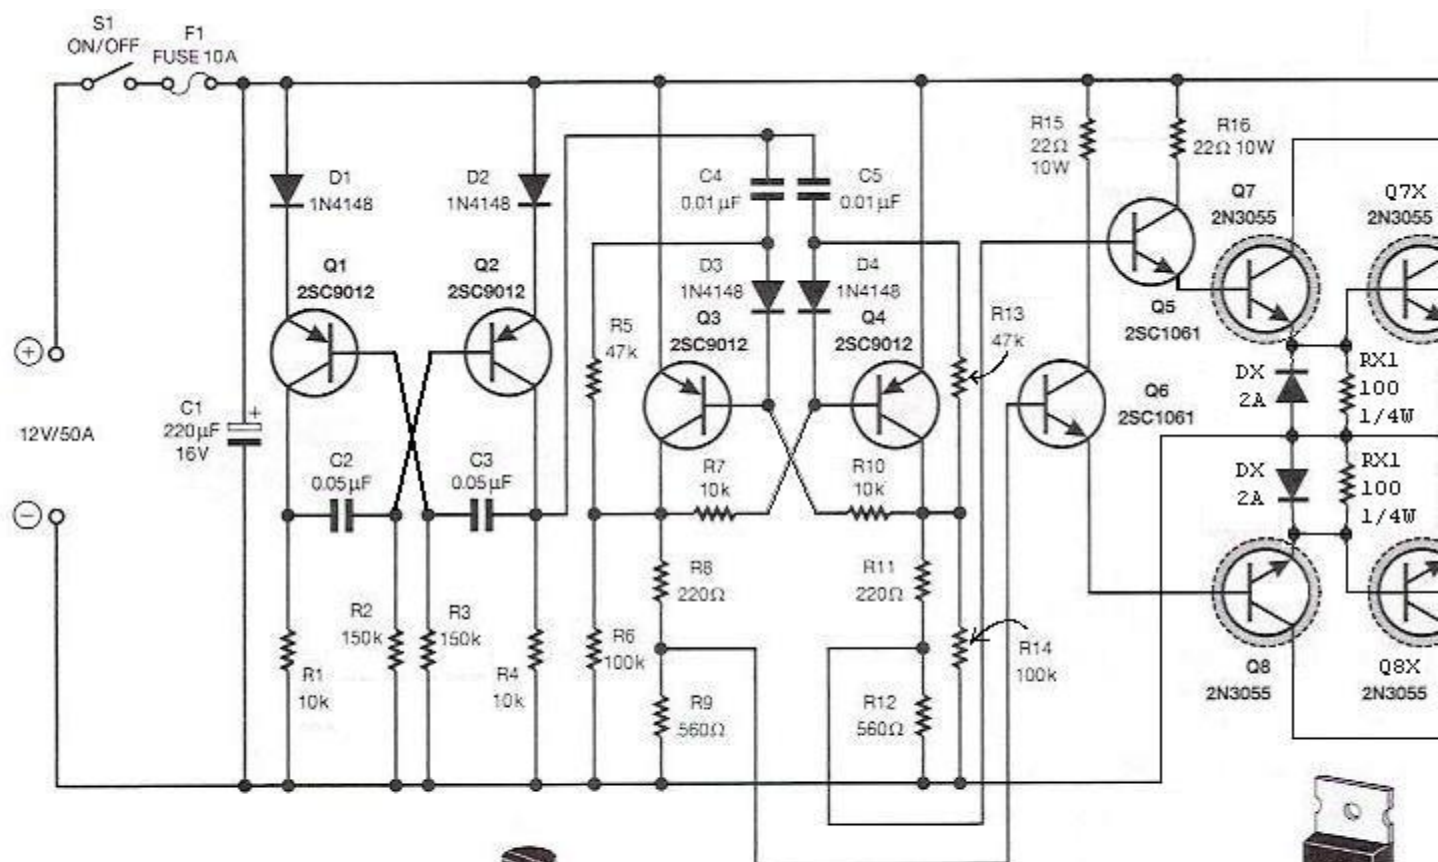 S1
ON/OFF
F1
FUSE 10A
D1
1N4148
D2
1N4148
C4
0.01µF
C5
0.01µF
R15
22Ω
10W
R16
22Ω 10W
Q7
2N3055
Q7X
2N3055
Q1
2SC9012
Q2
2SC9012
D3
1N4148
D4
1N4148
Q3
2SC9012
Q4
2SC9012
R5
47k
R13
47k
Q5
2SC1061
Q6
2SC1061
DX
2A
RX1
100
1/4W
+
12V/50A
−
C1
220µF
16V
+
C2
0.05µF
C3
0.05µF
R7
10k
R10
10k
DX
2A
RX1
100
1/4W
R8
220Ω
R11
220Ω
R1
10k
R2
150k
R3
150k
R4
10k
R6
100k
R9
560Ω
R12
560Ω
R14
100k
Q8
2N3055
Q8X
2N3055